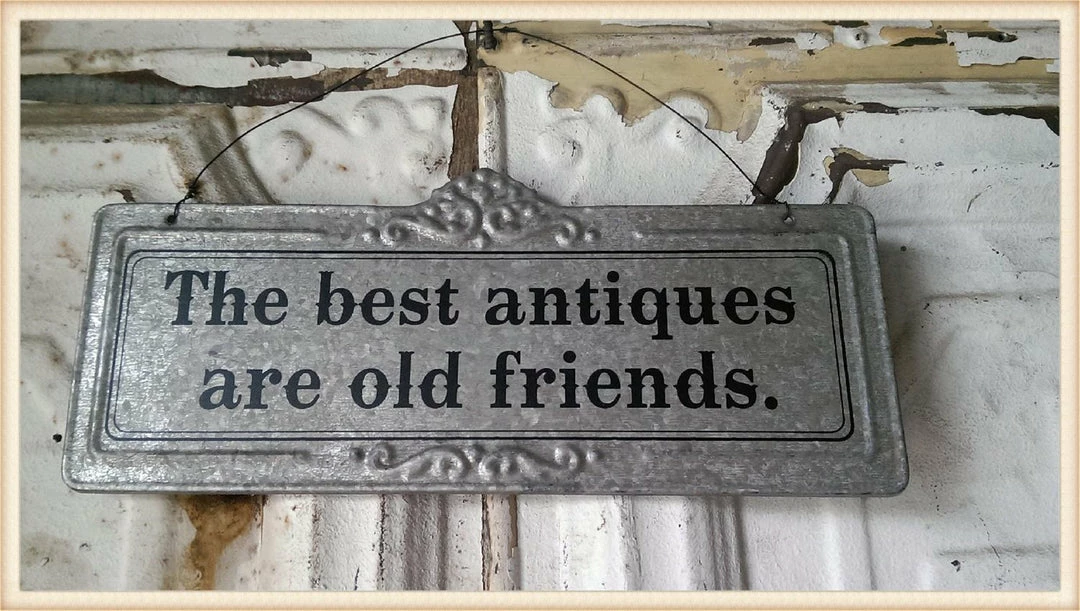 The best antiques
are old friends.